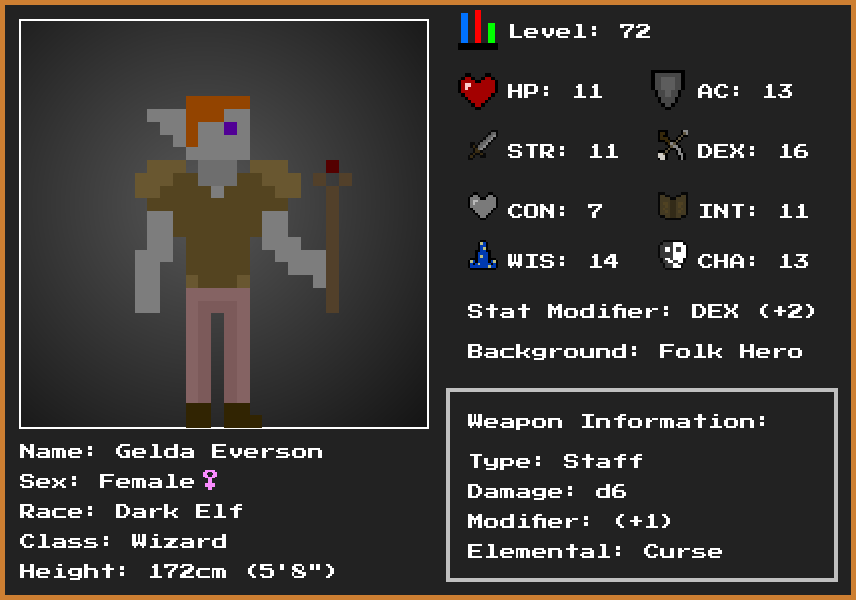 Level: 72
HP: 11 AC: 13
STR: 11 DEX: 16
CON: 7 INT: 11
WIS: 14 CHA: 13
Stat Modifier: DEX (+2)
Background: Folk Hero
Weapon Information:
Type: Staff
Damage: d6
Modifier: (+1)
Elemental: Curse
Name: Gelda Everson
Sex: Female♀
Race: Dark Elf
Class: Wizard
Height: 172cm (5'8")